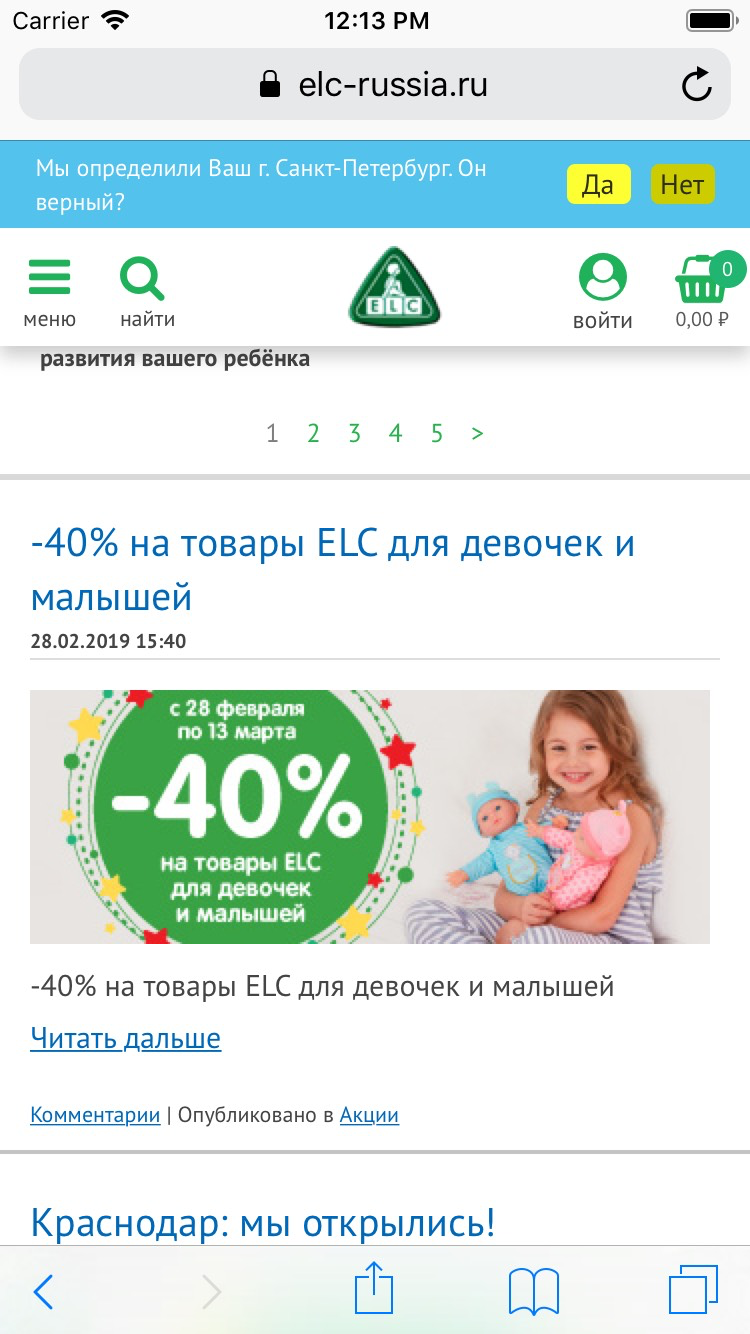 Carrier
12:13 PM
elc-russia.ru
Мы определили Ваш г. Санкт-Петербург. Он
верный?
Да
Нет
меню
найти
ELC
войти
0
0,00 ₽
развития вашего ребёнка
1 2 3 4 5 >
-40% на товары ELC для девочек и
малышей
28.02.2019 15:40
с 28 февраля
по 13 марта
-40%
на товары ELC
для девочек
и малышей
-40% на товары ELC для девочек и малышей
Читать дальше
Комментарии | Опубликовано в Акции
Краснодар: мы открылись!